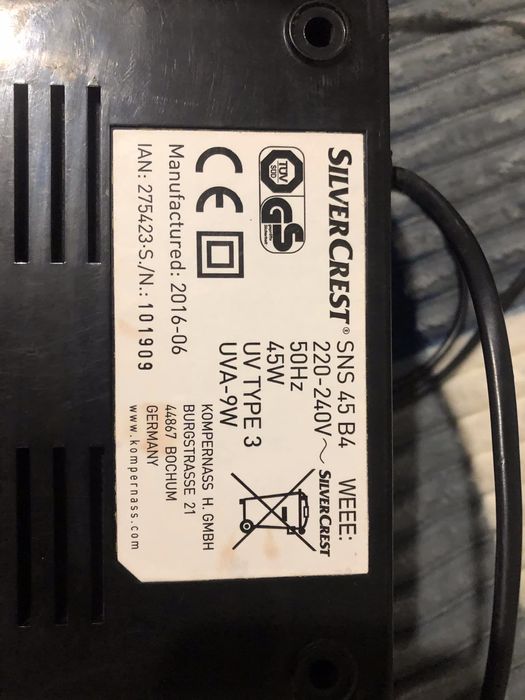 SILVERCREST® SNS 45 B4
220-240V~
50Hz
45W
UV TYPE 3
UVA-9W
WEEE:
SILVERCREST
TÜV
SÜD
GS
CE
Manufactured: 2016-06
IAN: 275423·S./N.: 101909
KOMPERNASS H. GMBH
BURGSTRASSE 21
44867 BOCHUM
GERMANY
www.kompernass.com